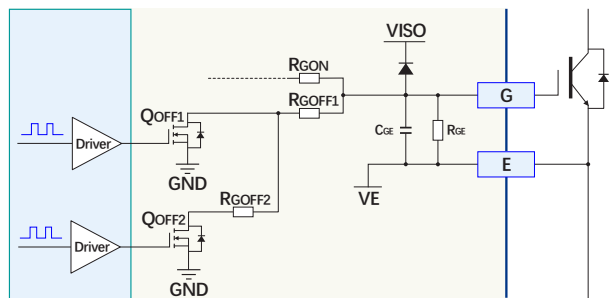 VISO
RGON
RGOFF1
QOFF1
G
Driver
CGE
RGE
GND
E
RGOFF2
VE
QOFF2
Driver
GND